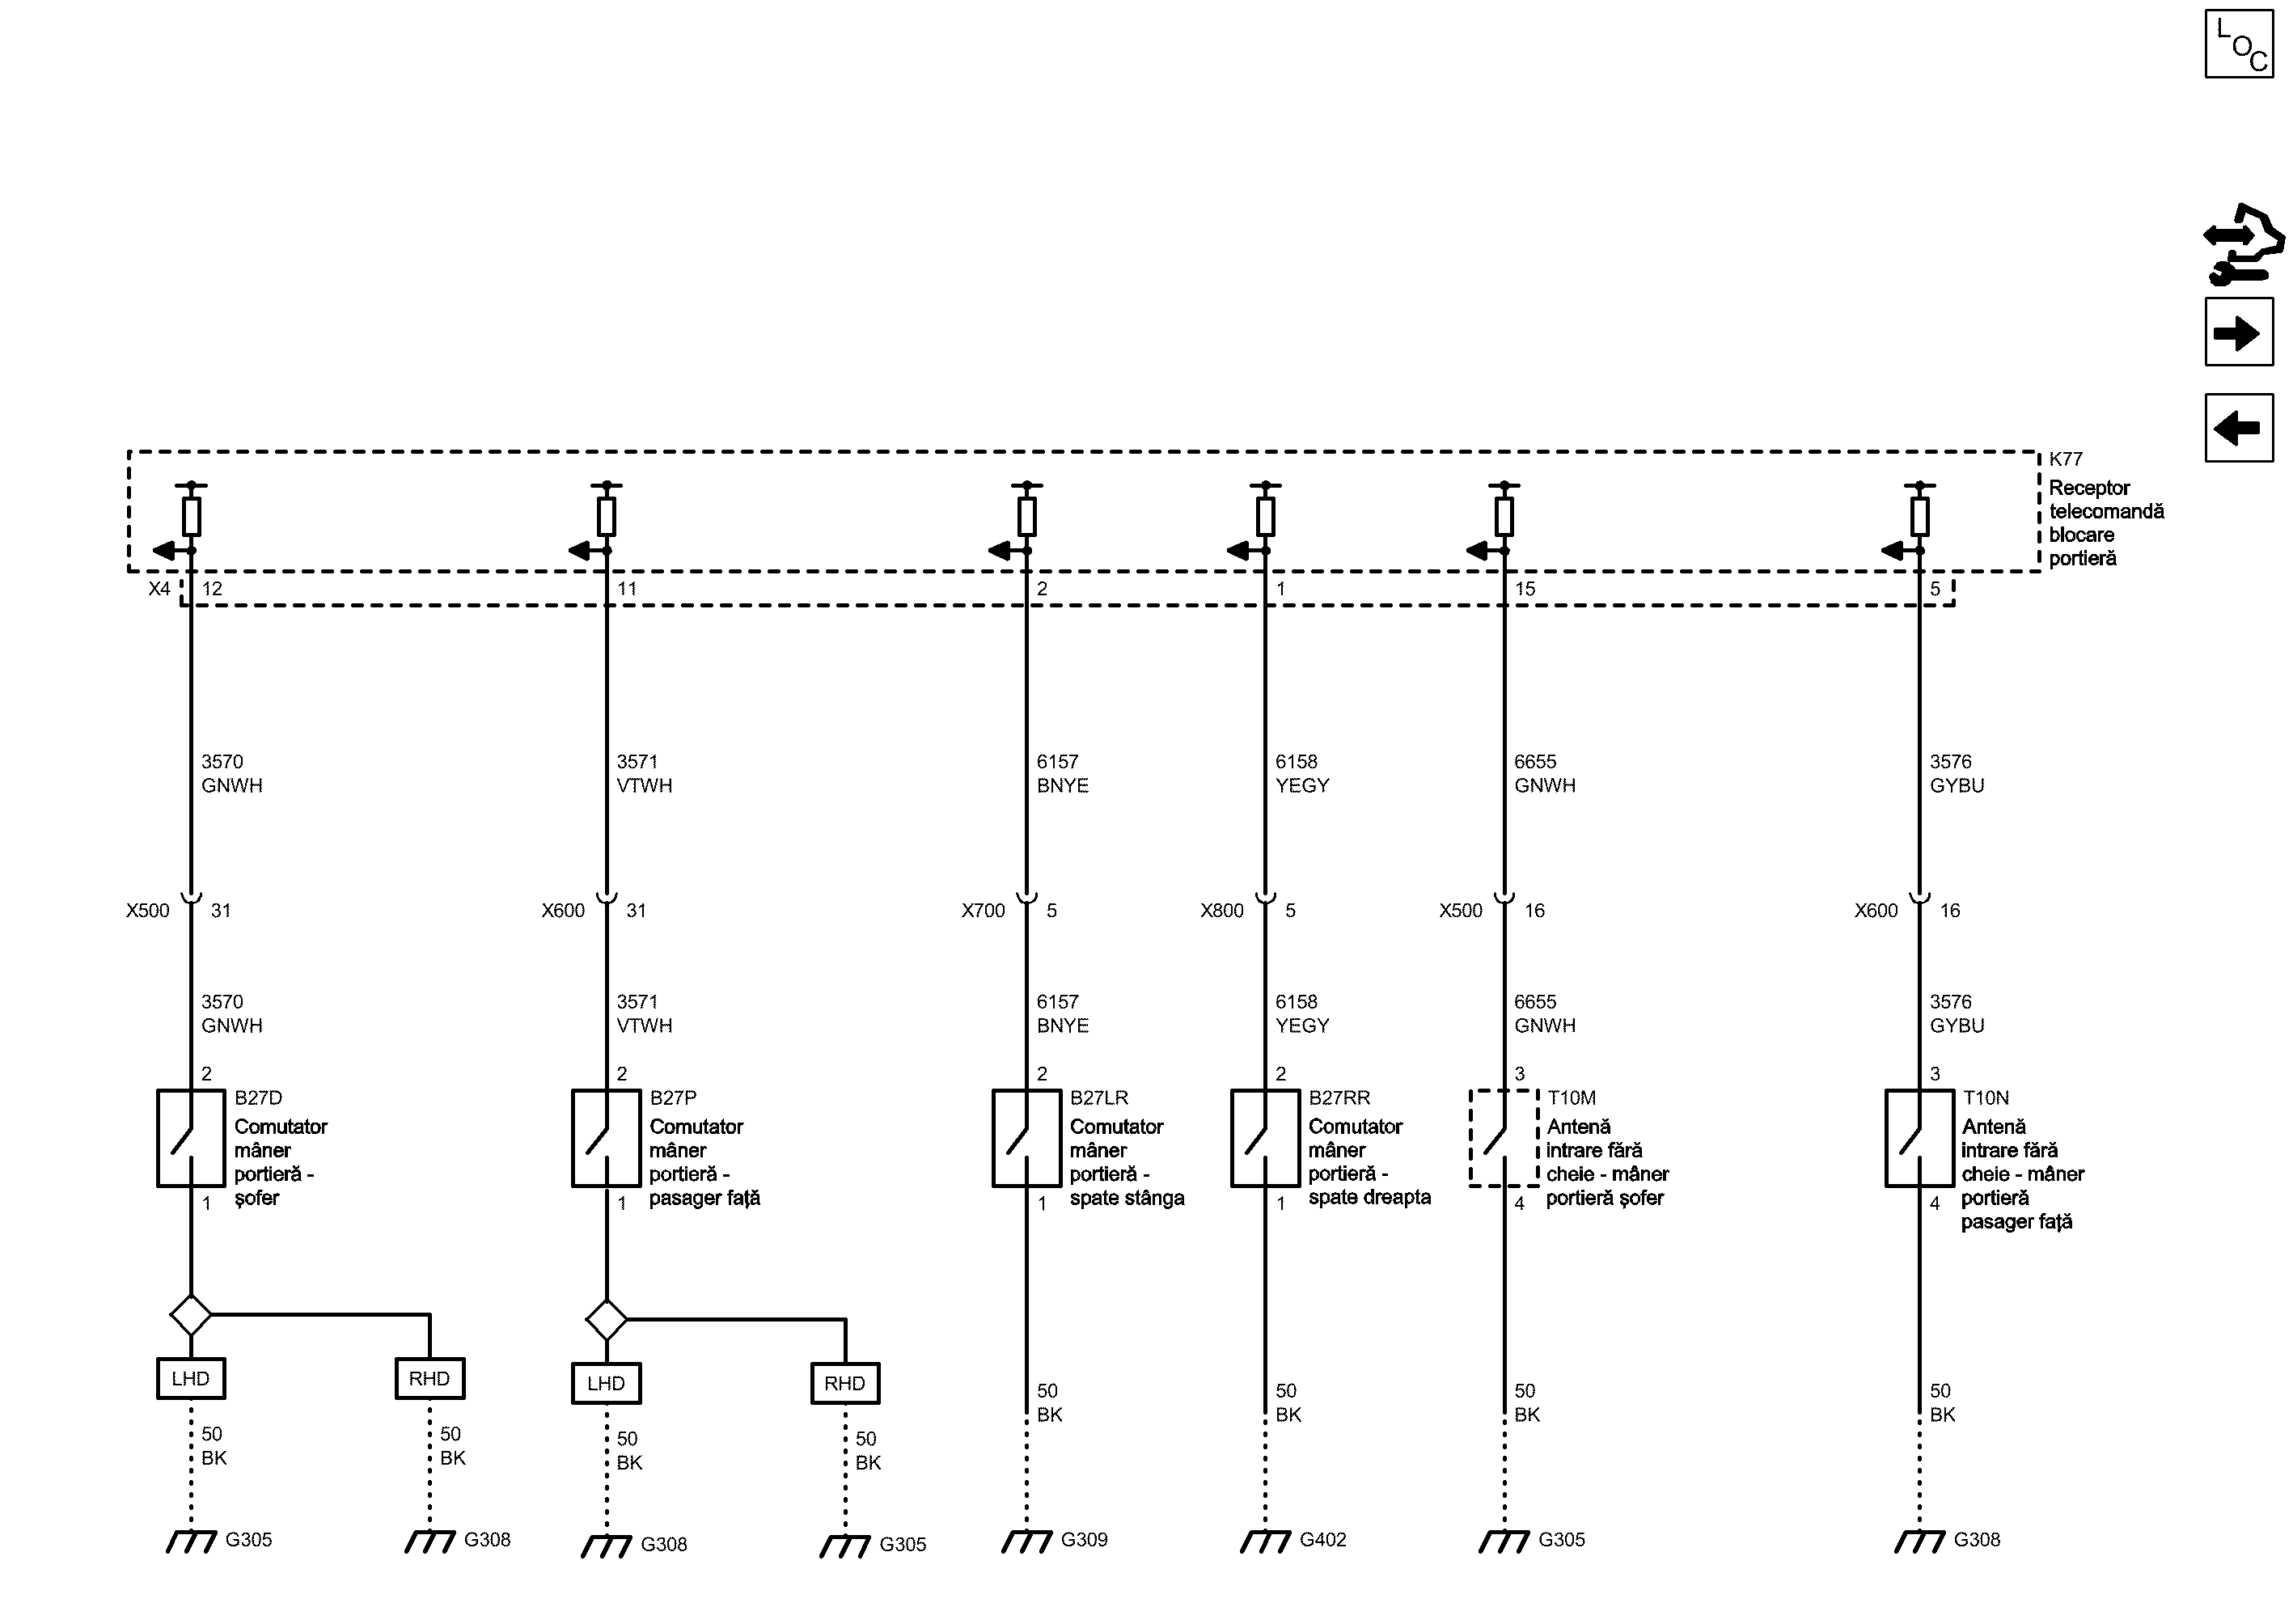 LOC
K77
Receptor
telecomandă
blocare
portieră
X4 12 11 2 1 15 5
3570 3571 6157 6158 6655 3576
GNWH VTWH BNYE YEGY GNWH GYBU
X500 31 X600 31 X700 5 X800 5 X500 16 X600 16
3570 3571 6157 6158 6655 3576
GNWH VTWH BNYE YEGY GNWH GYBU
2 2 2 2 3 3
B27D
Comutator
mâner
portieră -
șofer
B27P
Comutator
mâner
portieră -
pasager față
B27LR
Comutator
mâner
portieră -
spate stânga
B27RR
Comutator
mâner
portieră -
spate dreapta
T10M
Antenă
intrare fără
cheie - mâner
portieră șofer
T10N
Antenă
intrare fără
cheie - mâner
portieră
pasager față
1 1 1 1 4 4
LHD RHD LHD RHD
50 50 50 50
BK BK BK BK
50 50 50 50
BK BK BK BK
G305 G308 G308 G305 G309 G402 G305 G308